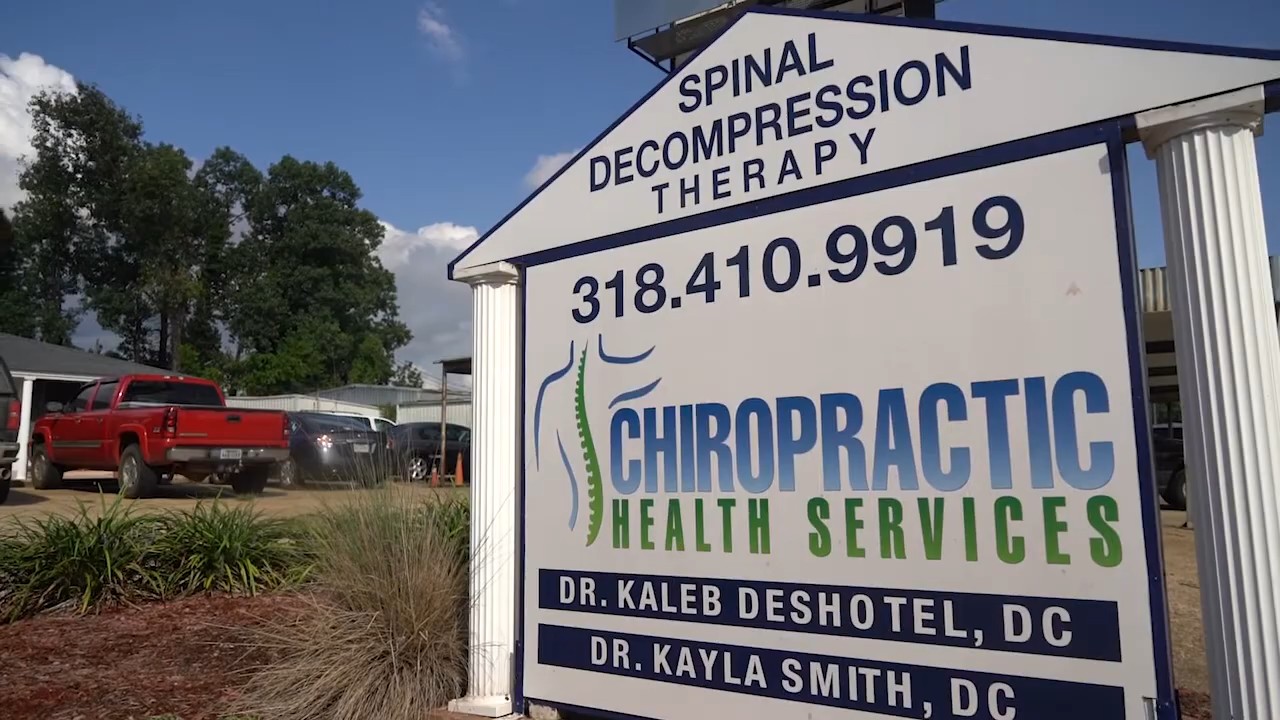 SPINAL
DECOMPRESSION
THERAPY
318.410.9919
CHIROPRACTIC
HEALTH SERVICES
DR. KALEB DESHOTEL, DC
DR. KAYLA SMITH, DC